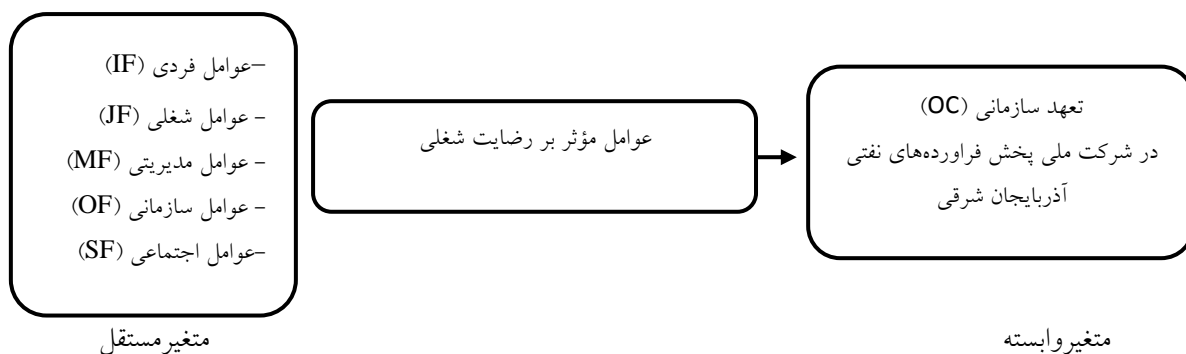 –عوامل فردی (IF)
- عوامل شغلی (JF)
- عوامل مدیریتی (MF)
- عوامل سازمانی (OF)
–عوامل اجتماعی (SF)
متغیرمستقل
عوامل مؤثر بر رضایت شغلی
تعهد سازمانی (OC)
در شرکت ملی پخش فراورده‌های نفتی
آذربایجان شرقی
متغیروابسته